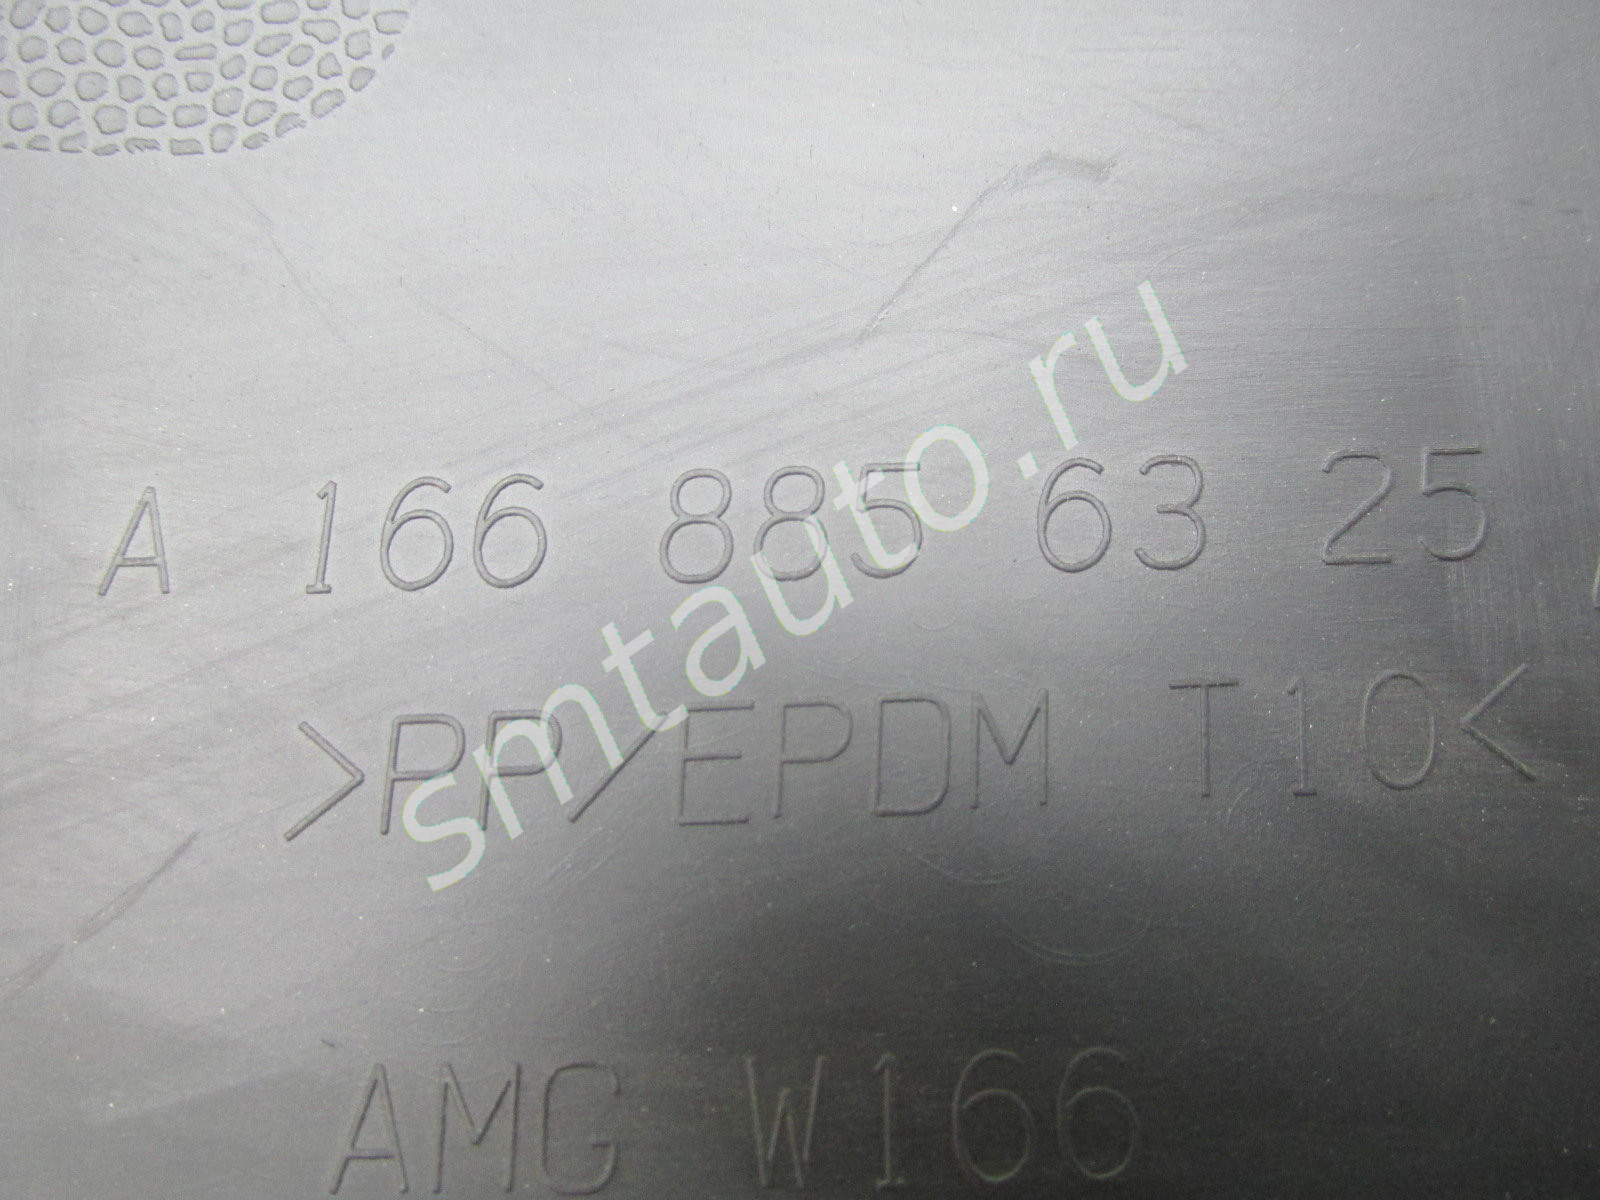 A 166 885 63 25
>PP/EPDM T10<
AMG W166
smtauto.ru